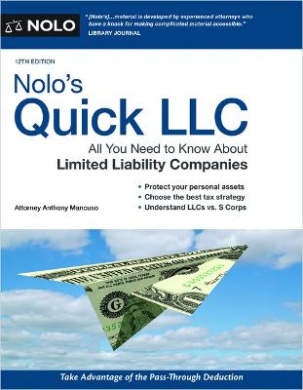 NOLO
"[Nolo's]...material is developed by experienced attorneys who
have a knack for making complicated material accessible."
LIBRARY JOURNAL
12TH EDITION
Nolo's
Quick LLC
All You Need to Know About
Limited Liability Companies
• Protect your personal assets
• Choose the best tax strategy
• Understand LLCs vs. S Corps
Attorney Anthony Mancuso
Take Advantage of the Pass-Through Deduction